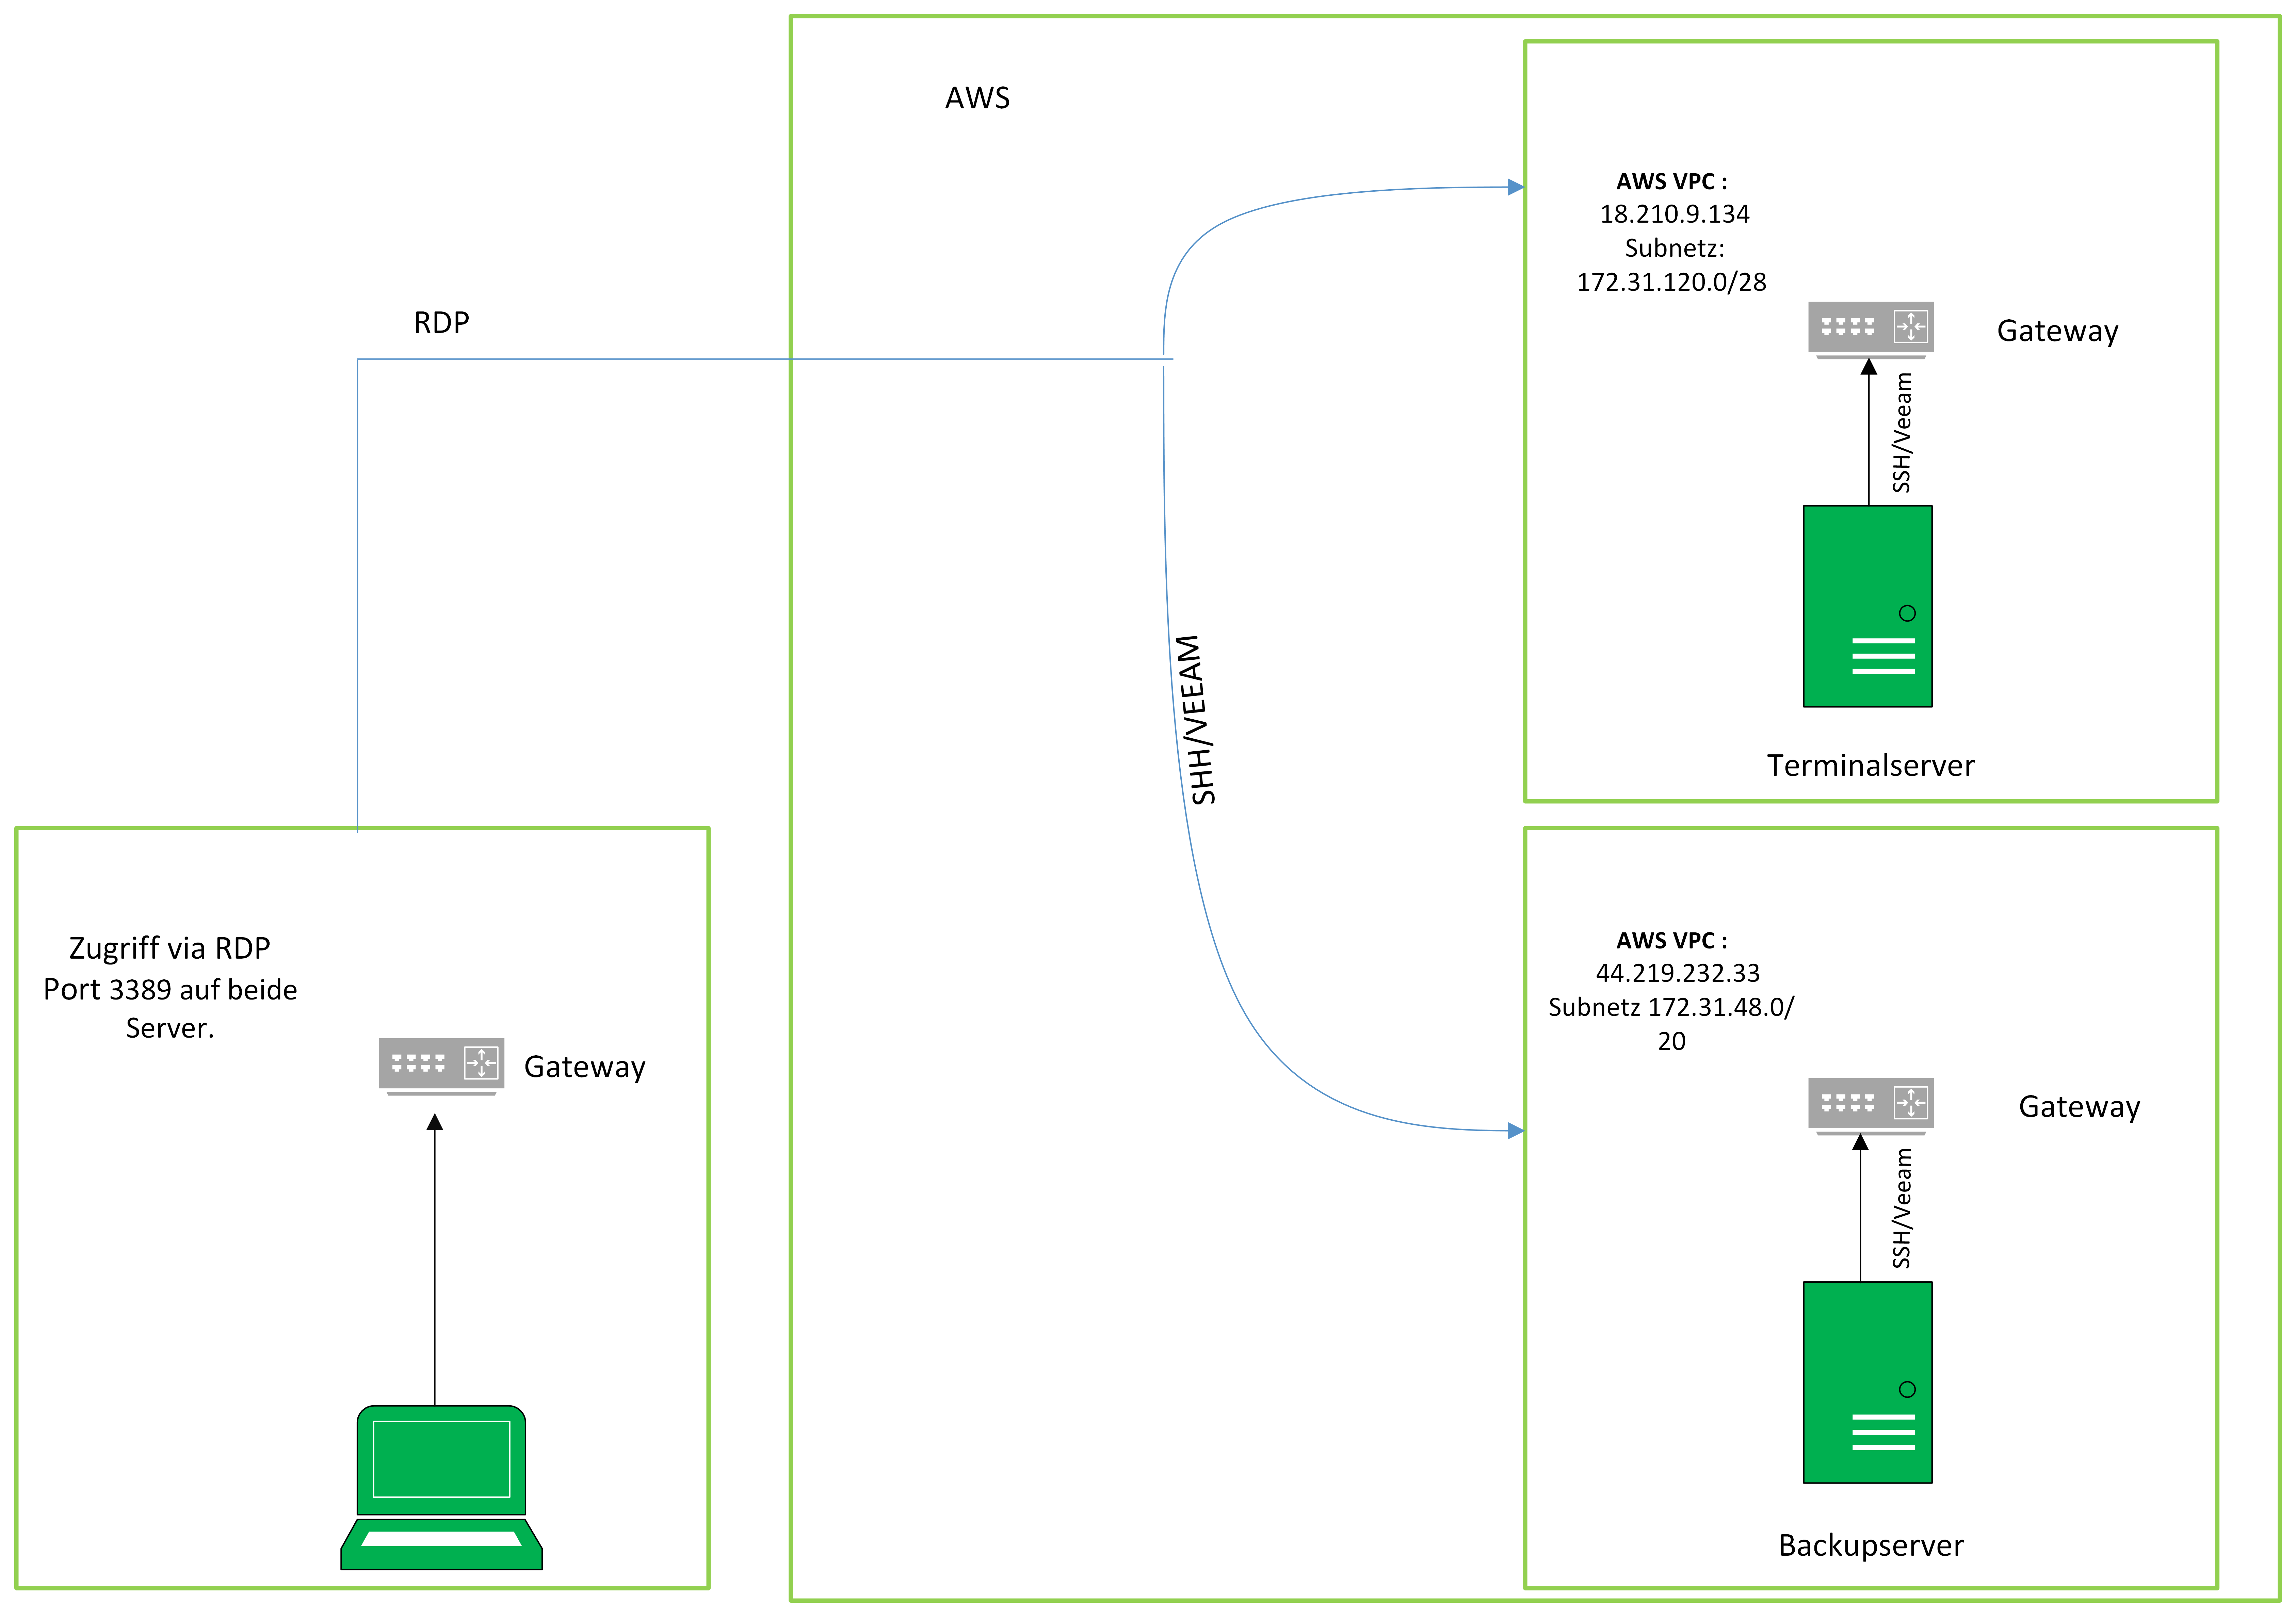 AWS
AWS VPC :
18.210.9.134
Subnetz:
172.31.120.0/28
Gateway
SSH/Veeam
Terminalserver
RDP
SHH/VEEAM
Zugriff via RDP
Port 3389 auf beide
Server.
Gateway
AWS VPC :
44.219.232.33
Subnetz 172.31.48.0/
20
Gateway
SSH/Veeam
Backupserver